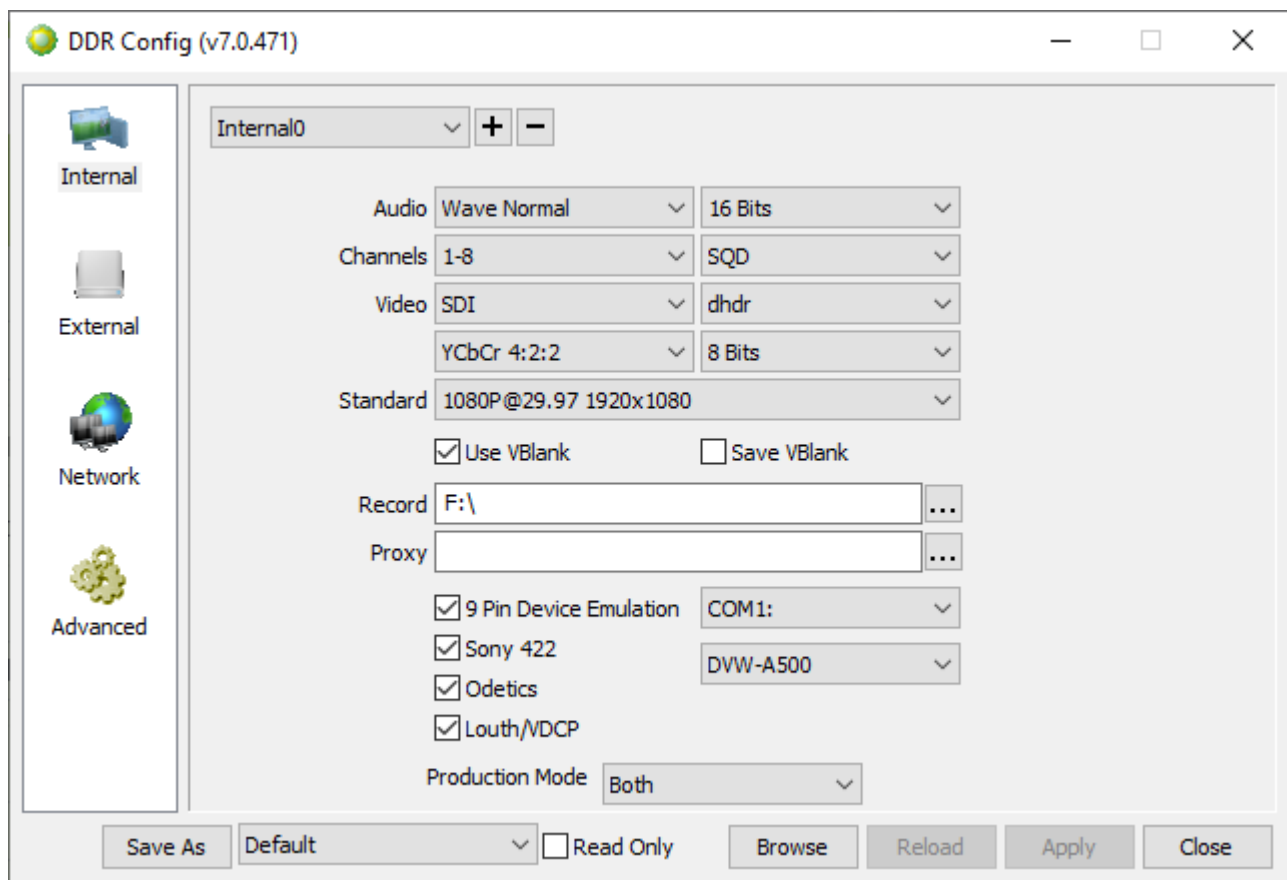 DDR Config (v7.0.471)
Internal
External
Network
Advanced
Internal0 + −
Audio Wave Normal 16 Bits
Channels 1-8 SQD
Video SDI dhdr
YCbCr 4:2:2 8 Bits
Standard 1080P@29.97 1920x1080
Use VBlank Save VBlank
Record F:\ ...
Proxy ...
9 Pin Device Emulation COM1:
Sony 422
DVW-A500
Odetics
Louth/VDCP
Production Mode Both
Save As Default Read Only Browse Reload Apply Close